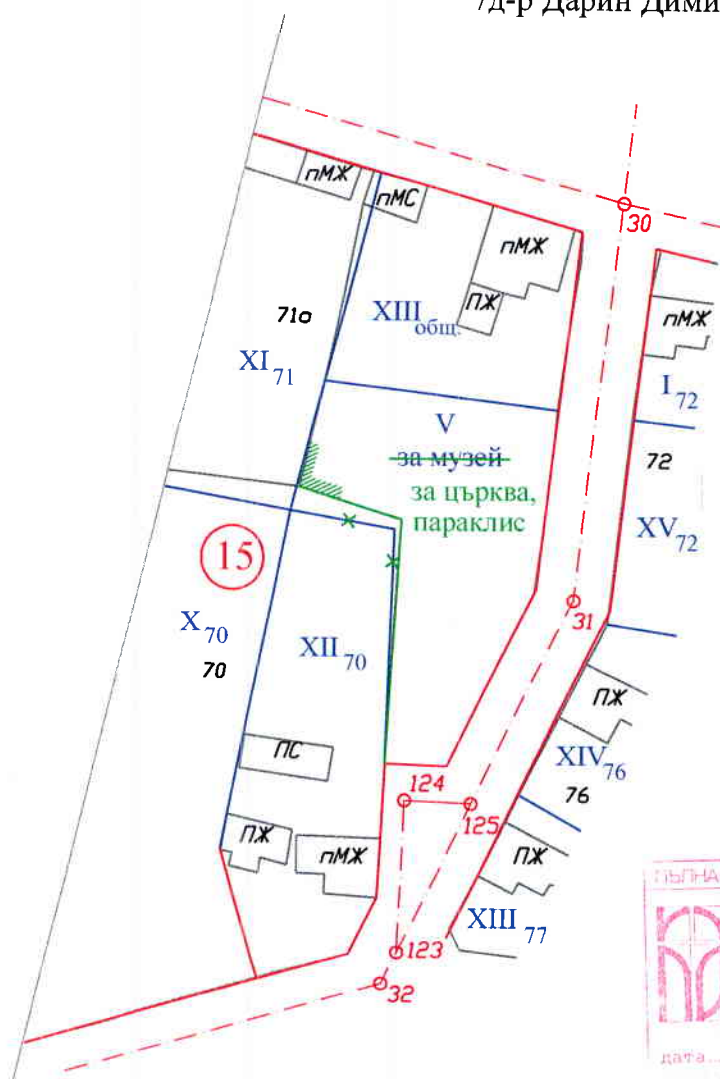 /д-р Дарин Дими
30
пМЖ
пМС
пМЖ
ПЖ
71а
XIII общ.
XI 71
пМЖ
I 72
V
за музей
за църква,
параклис
72
XV 72
15
31
X 70
70
XII 70
ПЖ
XIV 76
76
ПС
124
125
ПЖ
пМЖ
ПЖ
XIII 77
123
32
дата...